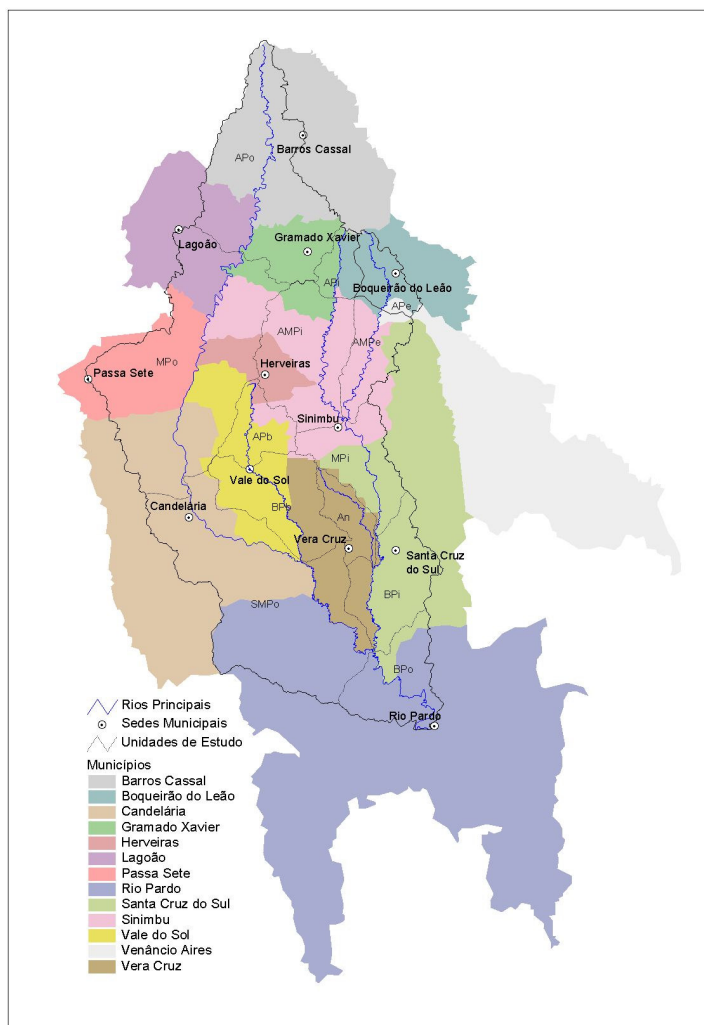 APo
Barros Cassal
Lagoão
Gramado Xavier
Boqueirão do Leão
APi
APe
AMPi
AMPe
MPo
Passa Sete
Herveiras
Sinimbu
APb
MPi
Vale do Sol
BPb
An
Candelária
Vera Cruz
Santa Cruz
do Sul
BPi
SMPo
BPo
Rio Pardo
Rios Principais
Sedes Municipais
Unidades de Estudo
Municípios
Barros Cassal
Boqueirão do Leão
Candelária
Gramado Xavier
Herveiras
Lagoão
Passa Sete
Rio Pardo
Santa Cruz do Sul
Sinimbu
Vale do Sol
Venâncio Aires
Vera Cruz